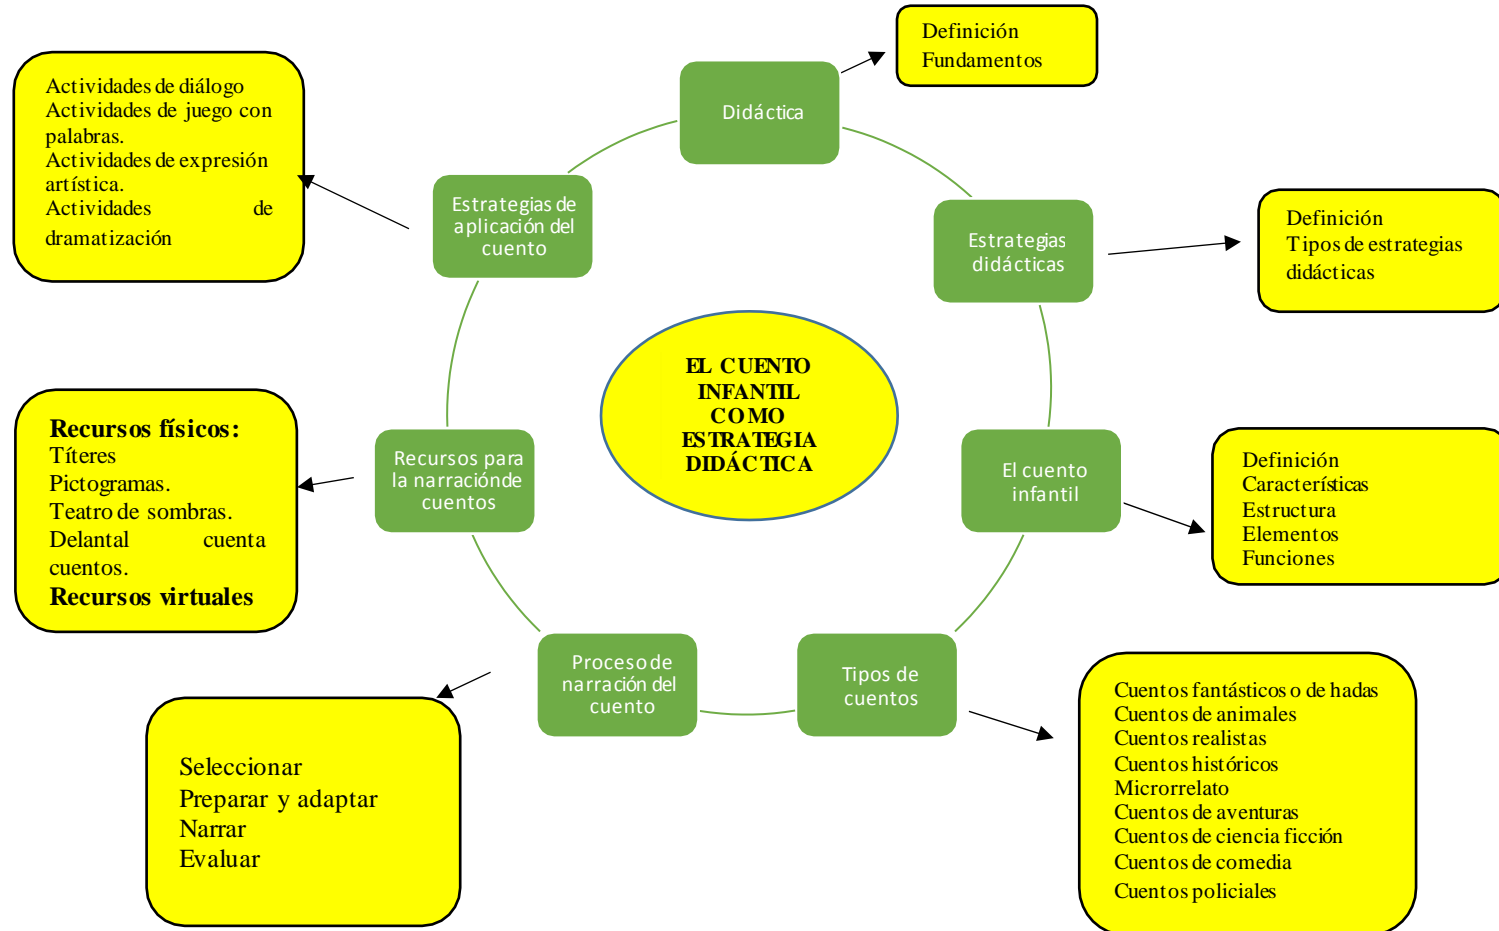 EL CUENTO
INFANTIL
COMO
ESTRATEGIA
DIDÁCTICA
Didáctica
Definición
Fundamentos
Estrategias
didácticas
Definición
Tipos de estrategias
didácticas
El cuento
infantil
Definición
Características
Estructura
Elementos
Funciones
Tipos de
cuentos
Cuentos fantásticos o de hadas
Cuentos de animales
Cuentos realistas
Cuentos históricos
Microrrelato
Cuentos de aventuras
Cuentos de ciencia ficción
Cuentos de comedia
Cuentos policiales
Proceso de
narración del
cuento
Seleccionar
Preparar y adaptar
Narrar
Evaluar
Recursos para
la narraciónde
cuentos
Recursos físicos:
Títeres
Pictogramas.
Teatro de sombras.
Delantal cuenta
cuentos.
Recursos virtuales
Estrategias de
aplicación del
cuento
Actividades de diálogo
Actividades de juego con
palabras.
Actividades de expresión
artística.
Actividades de
dramatización